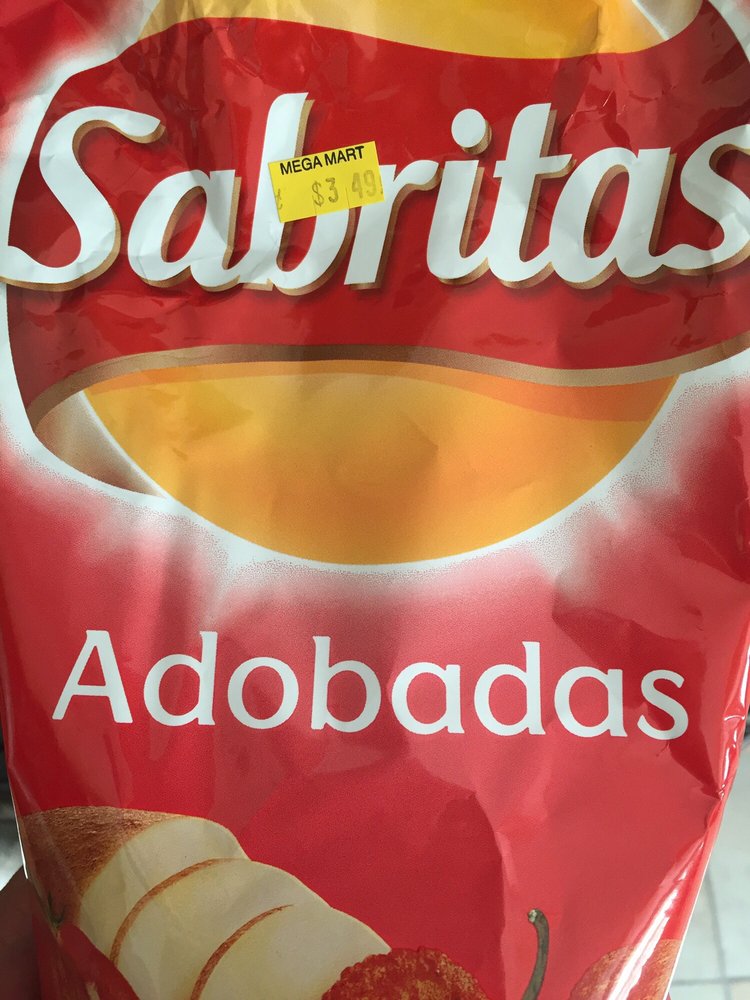 Sabritas
MEGA MART
$3 49
Adobadas